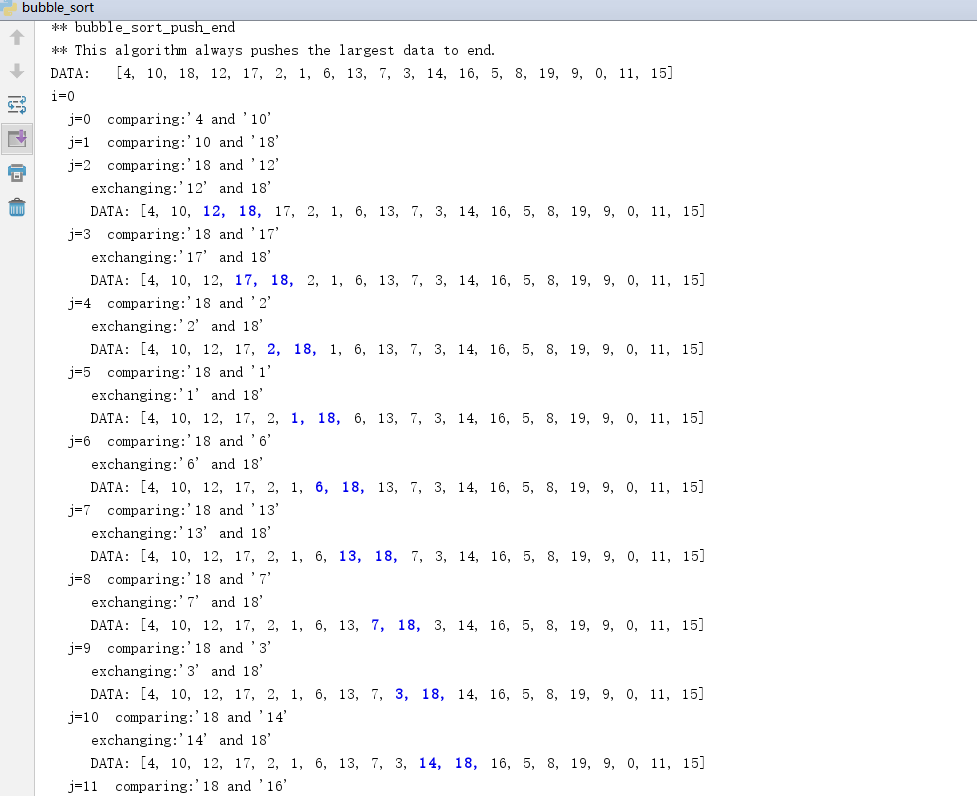 bubble_sort
** bubble_sort_push_end
** This algorithm always pushes the largest data to end.
DATA:   [4, 10, 18, 12, 17, 2, 1, 6, 13, 7, 3, 14, 16, 5, 8, 19, 9, 0, 11, 15]
i=0
  j=0  comparing:'4 and '10'
  j=1  comparing:'10 and '18'
  j=2  comparing:'18 and '12'
     exchanging:'12' and 18'
     DATA: [4, 10, 12, 18, 17, 2, 1, 6, 13, 7, 3, 14, 16, 5, 8, 19, 9, 0, 11, 15]
  j=3  comparing:'18 and '17'
     exchanging:'17' and 18'
     DATA: [4, 10, 12, 17, 18, 2, 1, 6, 13, 7, 3, 14, 16, 5, 8, 19, 9, 0, 11, 15]
  j=4  comparing:'18 and '2'
     exchanging:'2' and 18'
     DATA: [4, 10, 12, 17, 2, 18, 1, 6, 13, 7, 3, 14, 16, 5, 8, 19, 9, 0, 11, 15]
  j=5  comparing:'18 and '1'
     exchanging:'1' and 18'
     DATA: [4, 10, 12, 17, 2, 1, 18, 6, 13, 7, 3, 14, 16, 5, 8, 19, 9, 0, 11, 15]
  j=6  comparing:'18 and '6'
     exchanging:'6' and 18'
     DATA: [4, 10, 12, 17, 2, 1, 6, 18, 13, 7, 3, 14, 16, 5, 8, 19, 9, 0, 11, 15]
  j=7  comparing:'18 and '13'
     exchanging:'13' and 18'
     DATA: [4, 10, 12, 17, 2, 1, 6, 13, 18, 7, 3, 14, 16, 5, 8, 19, 9, 0, 11, 15]
  j=8  comparing:'18 and '7'
     exchanging:'7' and 18'
     DATA: [4, 10, 12, 17, 2, 1, 6, 13, 7, 18, 3, 14, 16, 5, 8, 19, 9, 0, 11, 15]
  j=9  comparing:'18 and '3'
     exchanging:'3' and 18'
     DATA: [4, 10, 12, 17, 2, 1, 6, 13, 7, 3, 18, 14, 16, 5, 8, 19, 9, 0, 11, 15]
  j=10  comparing:'18 and '14'
     exchanging:'14' and 18'
     DATA: [4, 10, 12, 17, 2, 1, 6, 13, 7, 3, 14, 18, 16, 5, 8, 19, 9, 0, 11, 15]
  j=11  comparing:'18 and '16'